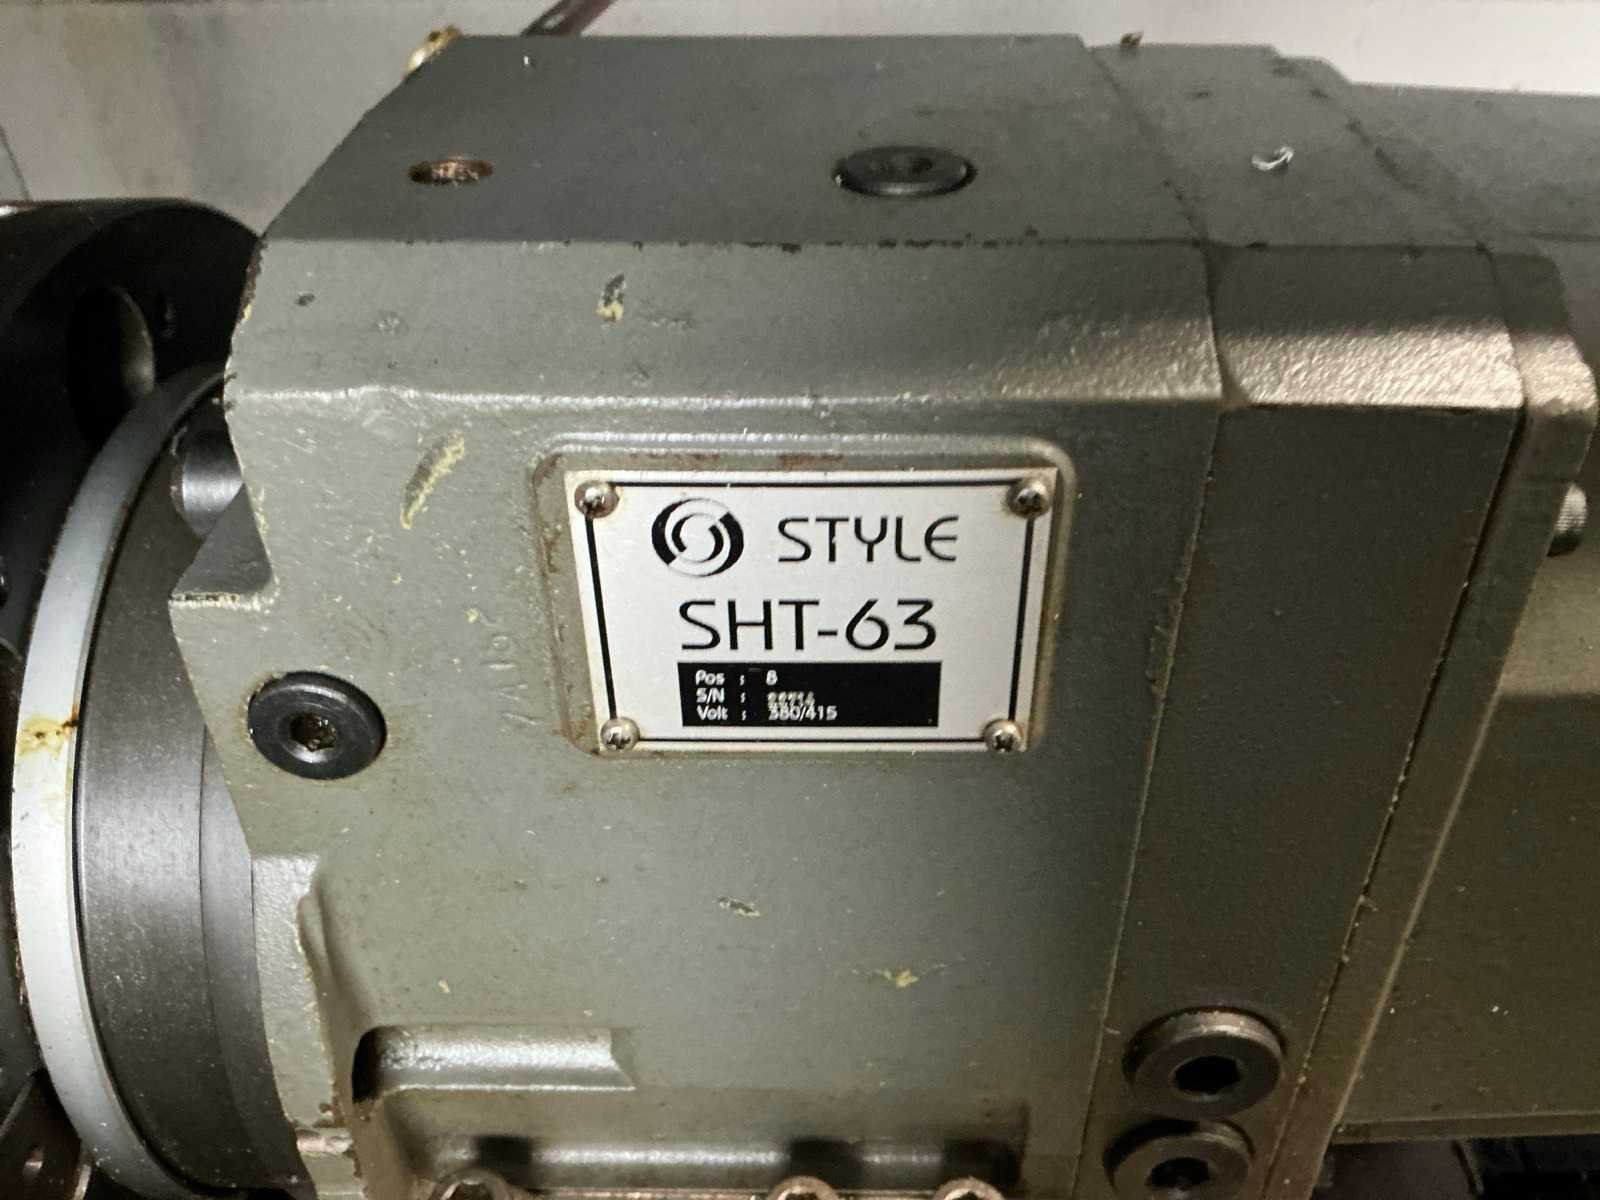 STYLE
SHT-63
Pos : 8
S/N :
Volt : 380/415